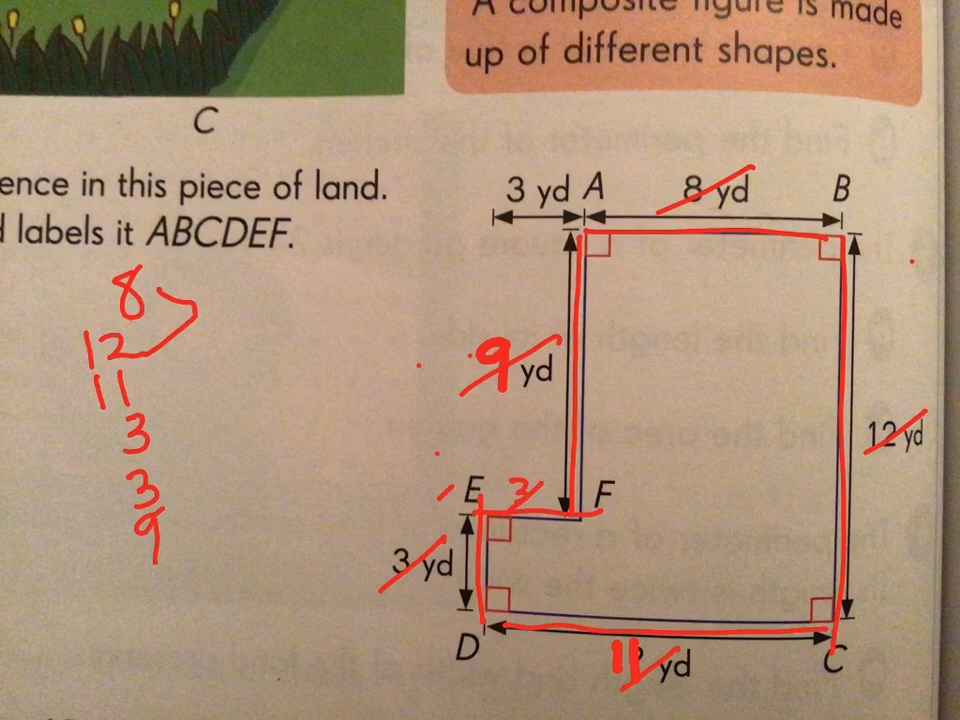 A composite figure is made
up of different shapes.
C
ence in this piece of land.
labels it ABCDEF.
3 yd A 8 yd B
8
12
11
3
3
9
9 yd
12 yd
E 3 F
3 yd
D 11 yd C